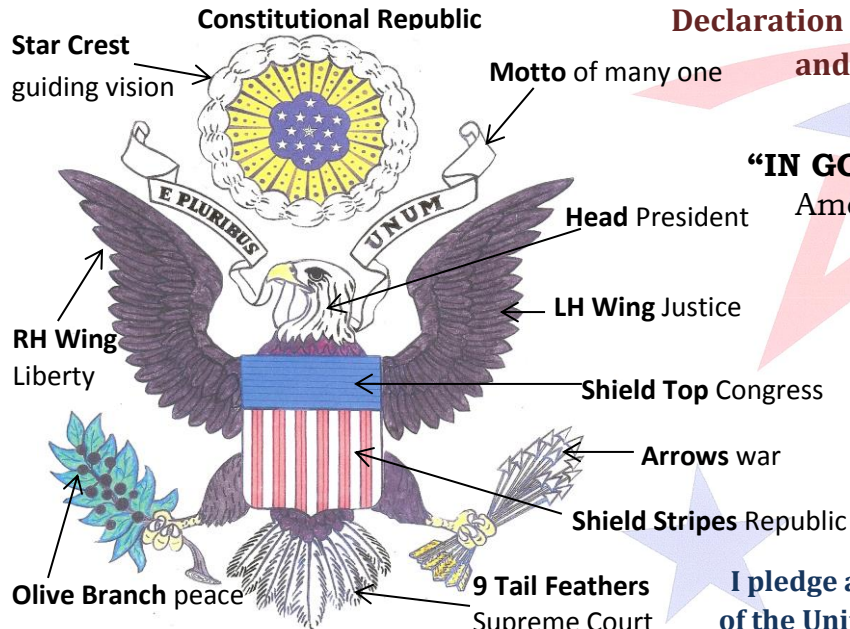 Constitutional Republic
Star Crest
guiding vision
Declaration
and
Motto of many one
"IN GO
Ame
E PLURIBUS
UNUM
Head President
LH Wing Justice
RH Wing
Liberty
Shield Top Congress
Arrows war
Shield Stripes Republic
Olive Branch peace
9 Tail Feathers
Supreme Court
I pledge a
of the Uni